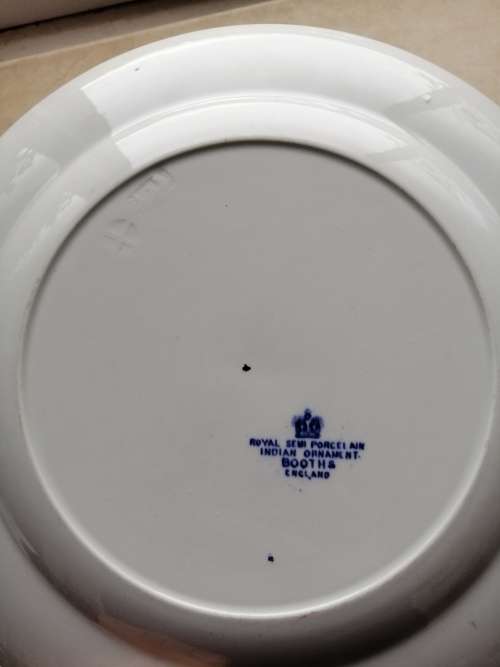 ROYAL SEMI PORCELAIN
INDIAN ORNAMENT.
BOOTHS
ENGLAND